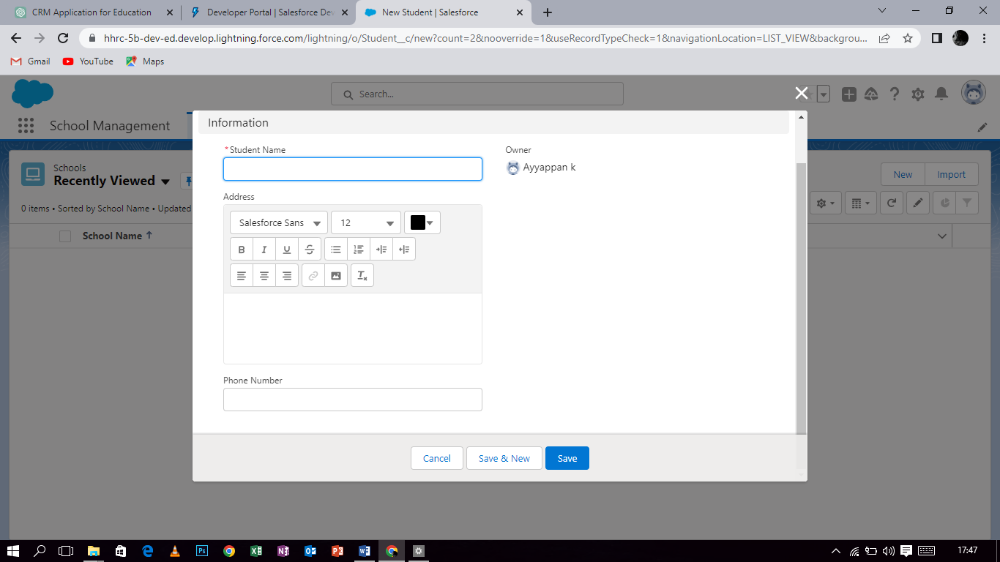 CRM Application for Education
Developer Portal | Salesforce Dev
New Student | Salesforce
hhrc-5b-dev-ed.develop.lightning.force.com/lightning/o/Student__c/new?count=2&nooverride=1&useRecordTypeCheck=1&navigationLocation=LIST_VIEW&backgrou...
Gmail
YouTube
Maps
Search...
School Management
Information
Schools
Recently Viewed
New
Import
0 items • Sorted by School Name • Updated
School Name
*Student Name
Owner
Ayyappan k
Address
Salesforce Sans
12
B I U S
Phone Number
Cancel
Save & New
Save
17:47